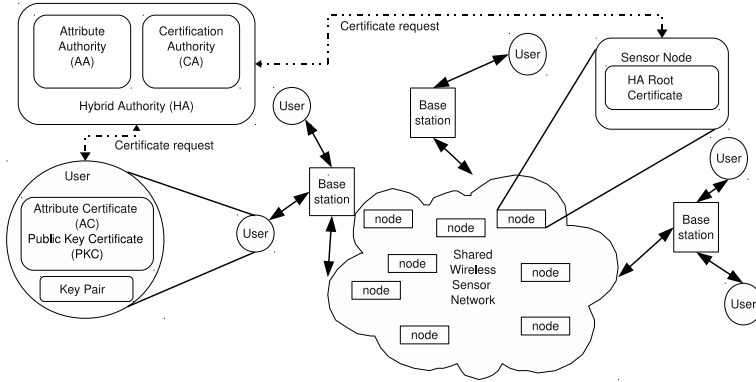 Attribute
Authority
(AA)
Certification
Authority
(CA)
Hybrid Authority (HA)
Certificate request
Certificate request
User
Attribute Certificate
(AC)
Public Key Certificate
(PKC)
Key Pair
User
User
Base
station
User
Base
station
Sensor Node
HA Root
Certificate
User
Base
station
User
node
node
node
node
node
node
node
node
node
Shared
Wireless
Sensor
Network